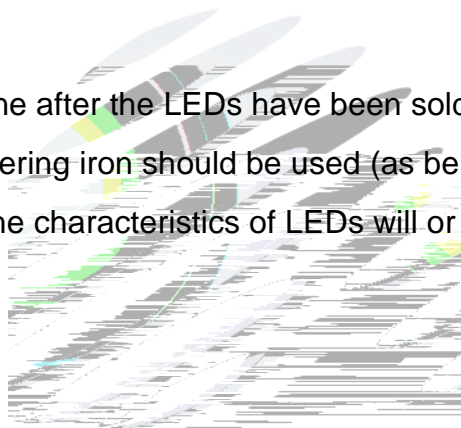 ne after the LEDs have been sold
ering iron should be used (as be
ne characteristics of LEDs will or